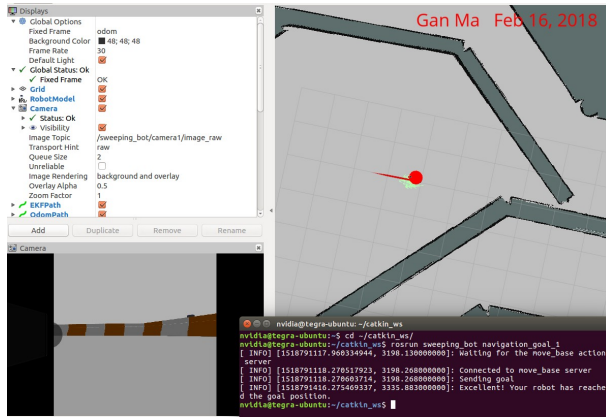 Displays
Global Options
Fixed Frame odom
Background Color 48; 48; 48
Frame Rate 30
Default Light
Global Status: Ok
Fixed Frame OK
Grid
RobotModel
Camera
Status: Ok
Visibility
Image Topic /sweeping_bot/camera1/image_raw
Transport Hint raw
Queue Size 2
Unreliable
Image Rendering background and overlay
Overlay Alpha 0.5
Zoom Factor 1
EKFPath
OdomPath
Add Duplicate Remove Rename
Camera
Gan Ma Feb 16, 2018
nvidia@tegra-ubuntu: ~/catkin_ws
nvidia@tegra-ubuntu:~$ cd ~/catkin_ws/
nvidia@tegra-ubuntu:~/catkin_ws$ rosrun sweeping_bot navigation_goal_1
[ INFO] [1518791117.960334944, 3198.130000000]: Waiting for the move_base action
server
[ INFO] [1518791118.270517923, 3198.268000000]: Connected to move_base server
[ INFO] [1518791118.270603714, 3198.268000000]: Sending goal
[ INFO] [1518791416.275469337, 3335.883000000]: Excellent! Your robot has reache
d the goal position.
nvidia@tegra-ubuntu:~/catkin_ws$